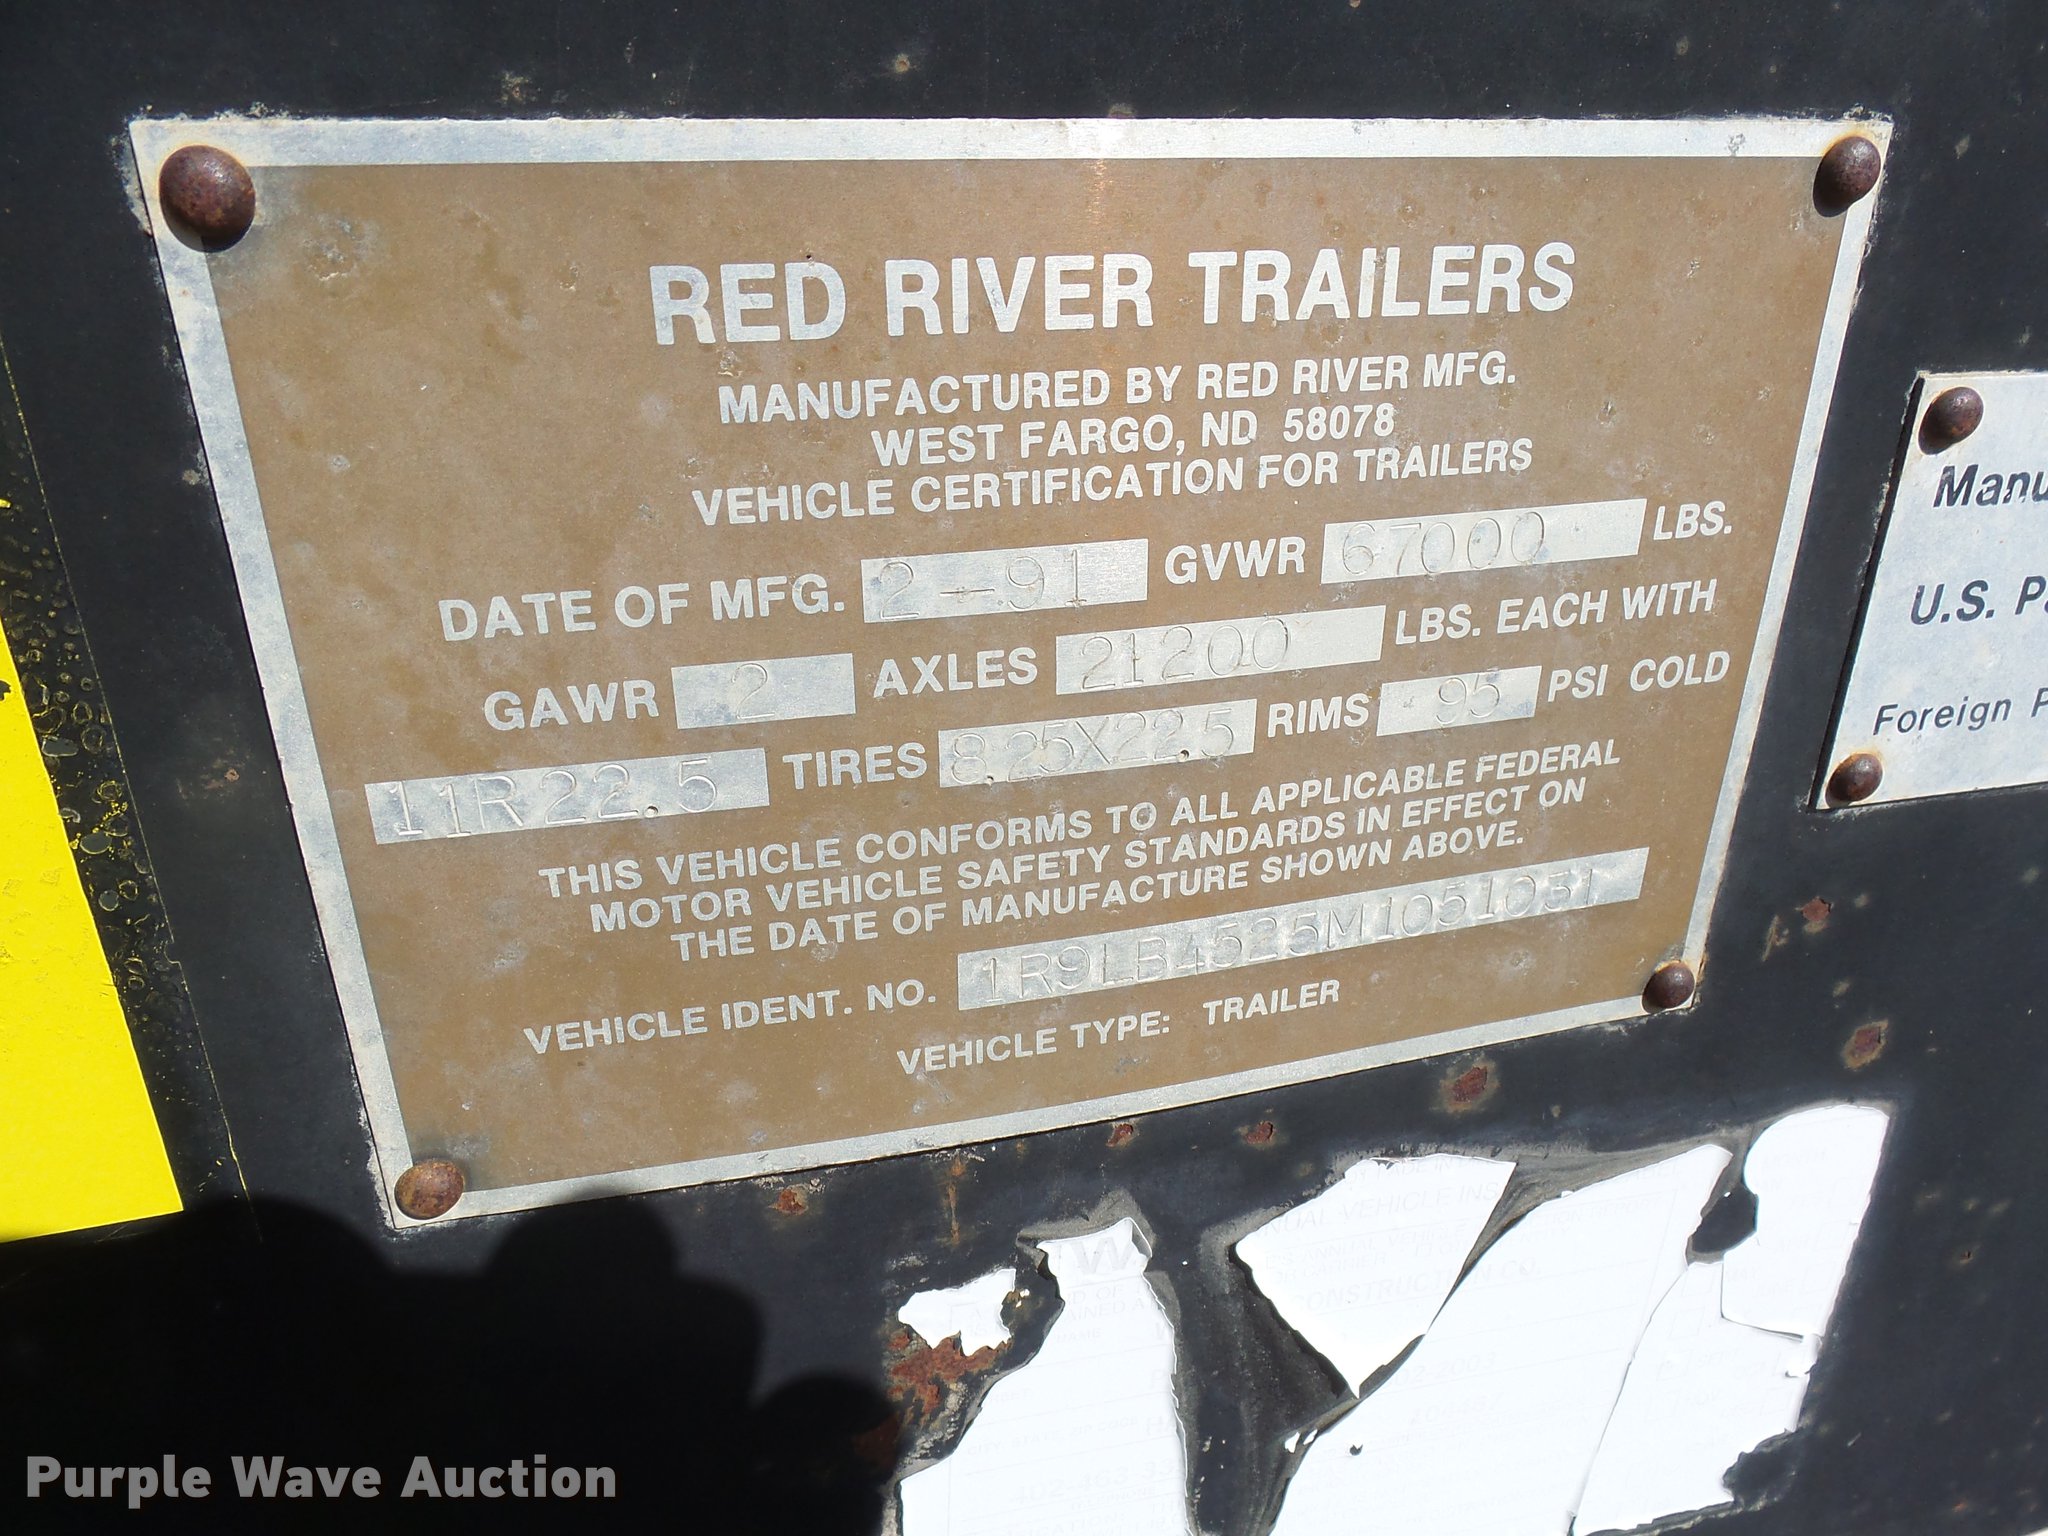 RED RIVER TRAILERS
MANUFACTURED BY RED RIVER MFG.
WEST FARGO, ND 58078
VEHICLE CERTIFICATION FOR TRAILERS
DATE OF MFG. 2-91 GVWR 67000 LBS.
GAWR 2 AXLES 21200 LBS. EACH WITH
11R22.5 TIRES 8.25X22.5 RIMS 95 PSI COLD
THIS VEHICLE CONFORMS TO ALL APPLICABLE FEDERAL
MOTOR VEHICLE SAFETY STANDARDS IN EFFECT ON
THE DATE OF MANUFACTURE SHOWN ABOVE.
VEHICLE IDENT. NO. 1R9LB4525M1051031
VEHICLE TYPE: TRAILER
Manu
U.S. Pa
Foreign P
CONSTRUCTION CO.
Purple Wave Auction